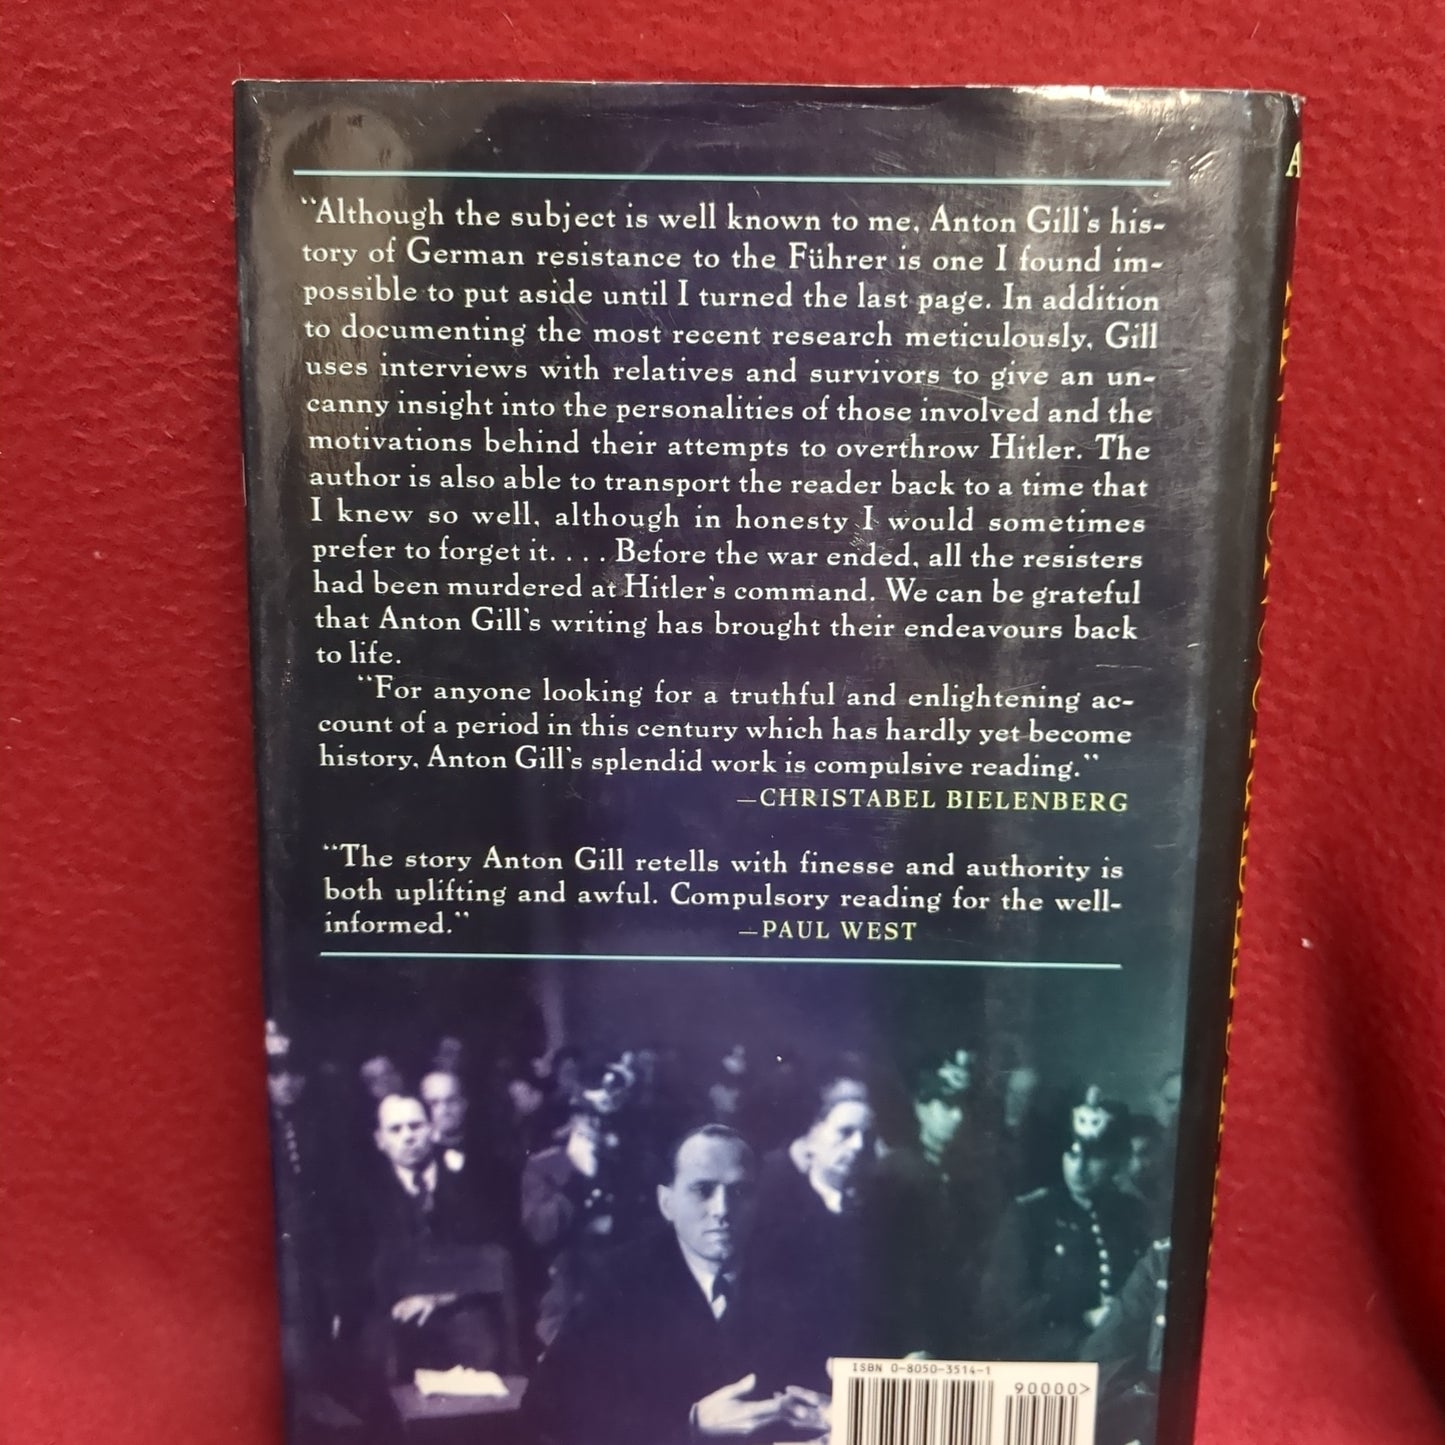 “Although the subject is well known to me, Anton Gill's his-
tory of German resistance to the Führer is one I found im-
possible to put aside until I turned the last page. In addition
to documenting the most recent research meticulously, Gill
uses interviews with relatives and survivors to give an un-
canny insight into the personalities of those involved and the
motivations behind their attempts to overthrow Hitler. The
author is also able to transport the reader back to a time that
I knew so well, although in honesty I would sometimes
prefer to forget it. . . . Before the war ended, all the resisters
had been murdered at Hitler's command. We can be grateful
that Anton Gill's writing has brought their endeavours back
to life.
“For anyone looking for a truthful and enlightening ac-
count of a period in this century which has hardly yet become
history, Anton Gill's splendid work is compulsive reading.”
—CHRISTABEL BIELENBERG
“The story Anton Gill retells with finesse and authority is
both uplifting and awful. Compulsory reading for the well-
informed.” —PAUL WEST
ISBN 0-8050-3514-1
90000>